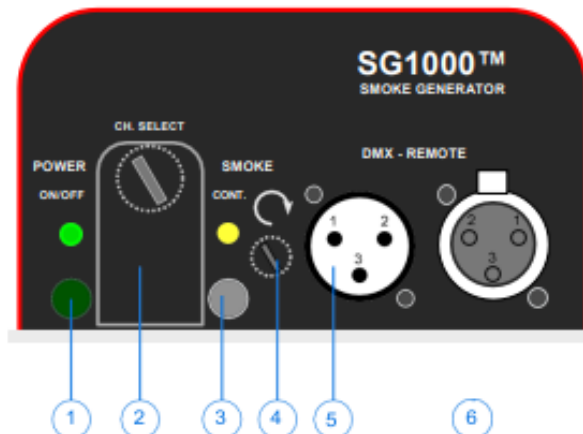 SG1000™
SMOKE GENERATOR
CH. SELECT
POWER
ON/OFF
SMOKE
CONT.
DMX - REMOTE
1 2
3
2 1
3
1 2 3 4 5 6